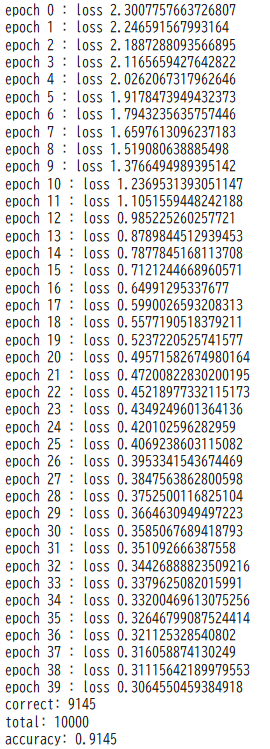 epoch 0 : loss 2.3007757663726807
epoch 1 : loss 2.246591567993164
epoch 2 : loss 2.1887288093566895
epoch 3 : loss 2.1165659427642822
epoch 4 : loss 2.0262067317962646
epoch 5 : loss 1.9178473949432373
epoch 6 : loss 1.7943235635757446
epoch 7 : loss 1.6597613096237183
epoch 8 : loss 1.519080638885498
epoch 9 : loss 1.3766494989395142
epoch 10 : loss 1.2369531393051147
epoch 11 : loss 1.1051559448242188
epoch 12 : loss 0.985225260257721
epoch 13 : loss 0.8789844512939453
epoch 14 : loss 0.7877845168113708
epoch 15 : loss 0.7121244668960571
epoch 16 : loss 0.64991295337677
epoch 17 : loss 0.5990026593208313
epoch 18 : loss 0.5577190518379211
epoch 19 : loss 0.5237220525741577
epoch 20 : loss 0.49571582674980164
epoch 21 : loss 0.47200822830200195
epoch 22 : loss 0.45218977332115173
epoch 23 : loss 0.4349249601364136
epoch 24 : loss 0.420102596282959
epoch 25 : loss 0.4069238603115082
epoch 26 : loss 0.3953341543674469
epoch 27 : loss 0.3847563862800598
epoch 28 : loss 0.3752500116825104
epoch 29 : loss 0.3664630949497223
epoch 30 : loss 0.3585067689418793
epoch 31 : loss 0.351092666387558
epoch 32 : loss 0.34426888823509216
epoch 33 : loss 0.3379625082015991
epoch 34 : loss 0.33200469613075256
epoch 35 : loss 0.32646799087524414
epoch 36 : loss 0.321125328540802
epoch 37 : loss 0.316058874130249
epoch 38 : loss 0.31115642189979553
epoch 39 : loss 0.3064550459384918
correct: 9145
total: 10000
accuracy: 0.9145